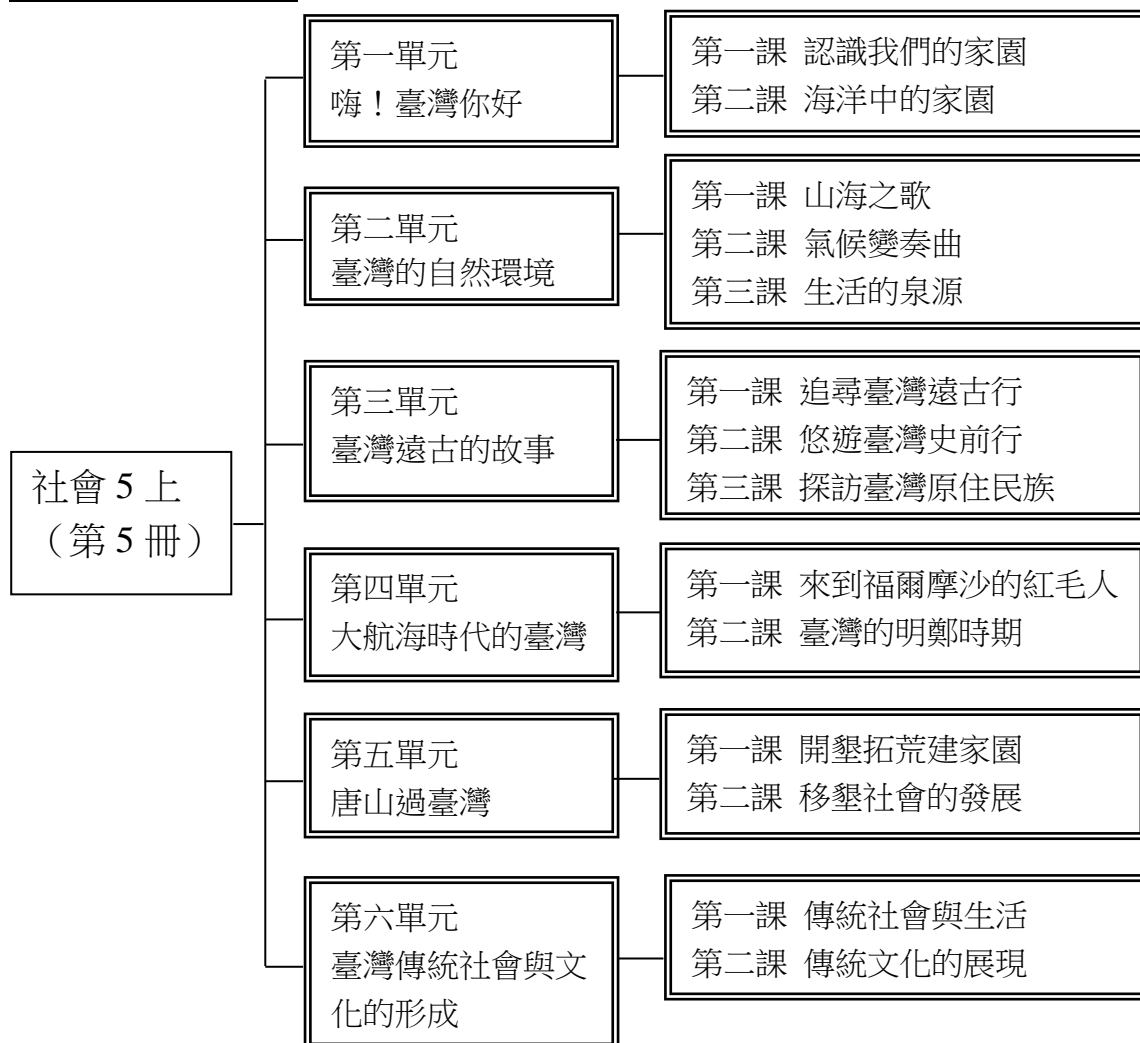 第一單元
嗨！臺灣你好
第一課 認識我們的家園
第二課 海洋中的家園
第二單元
臺灣的自然環境
第一課 山海之歌
第二課 氣候變奏曲
第三課 生活的泉源
第三單元
臺灣遠古的故事
第一課 追尋臺灣遠古行
第二課 悠遊臺灣史前行
第三課 探訪臺灣原住民族
社會 5 上
（第 5 冊）
第四單元
大航海時代的臺灣
第一課 來到福爾摩沙的紅毛人
第二課 臺灣的明鄭時期
第五單元
唐山過臺灣
第一課 開墾拓荒建家園
第二課 移墾社會的發展
第六單元
臺灣傳統社會與文
化的形成
第一課 傳統社會與生活
第二課 傳統文化的展現